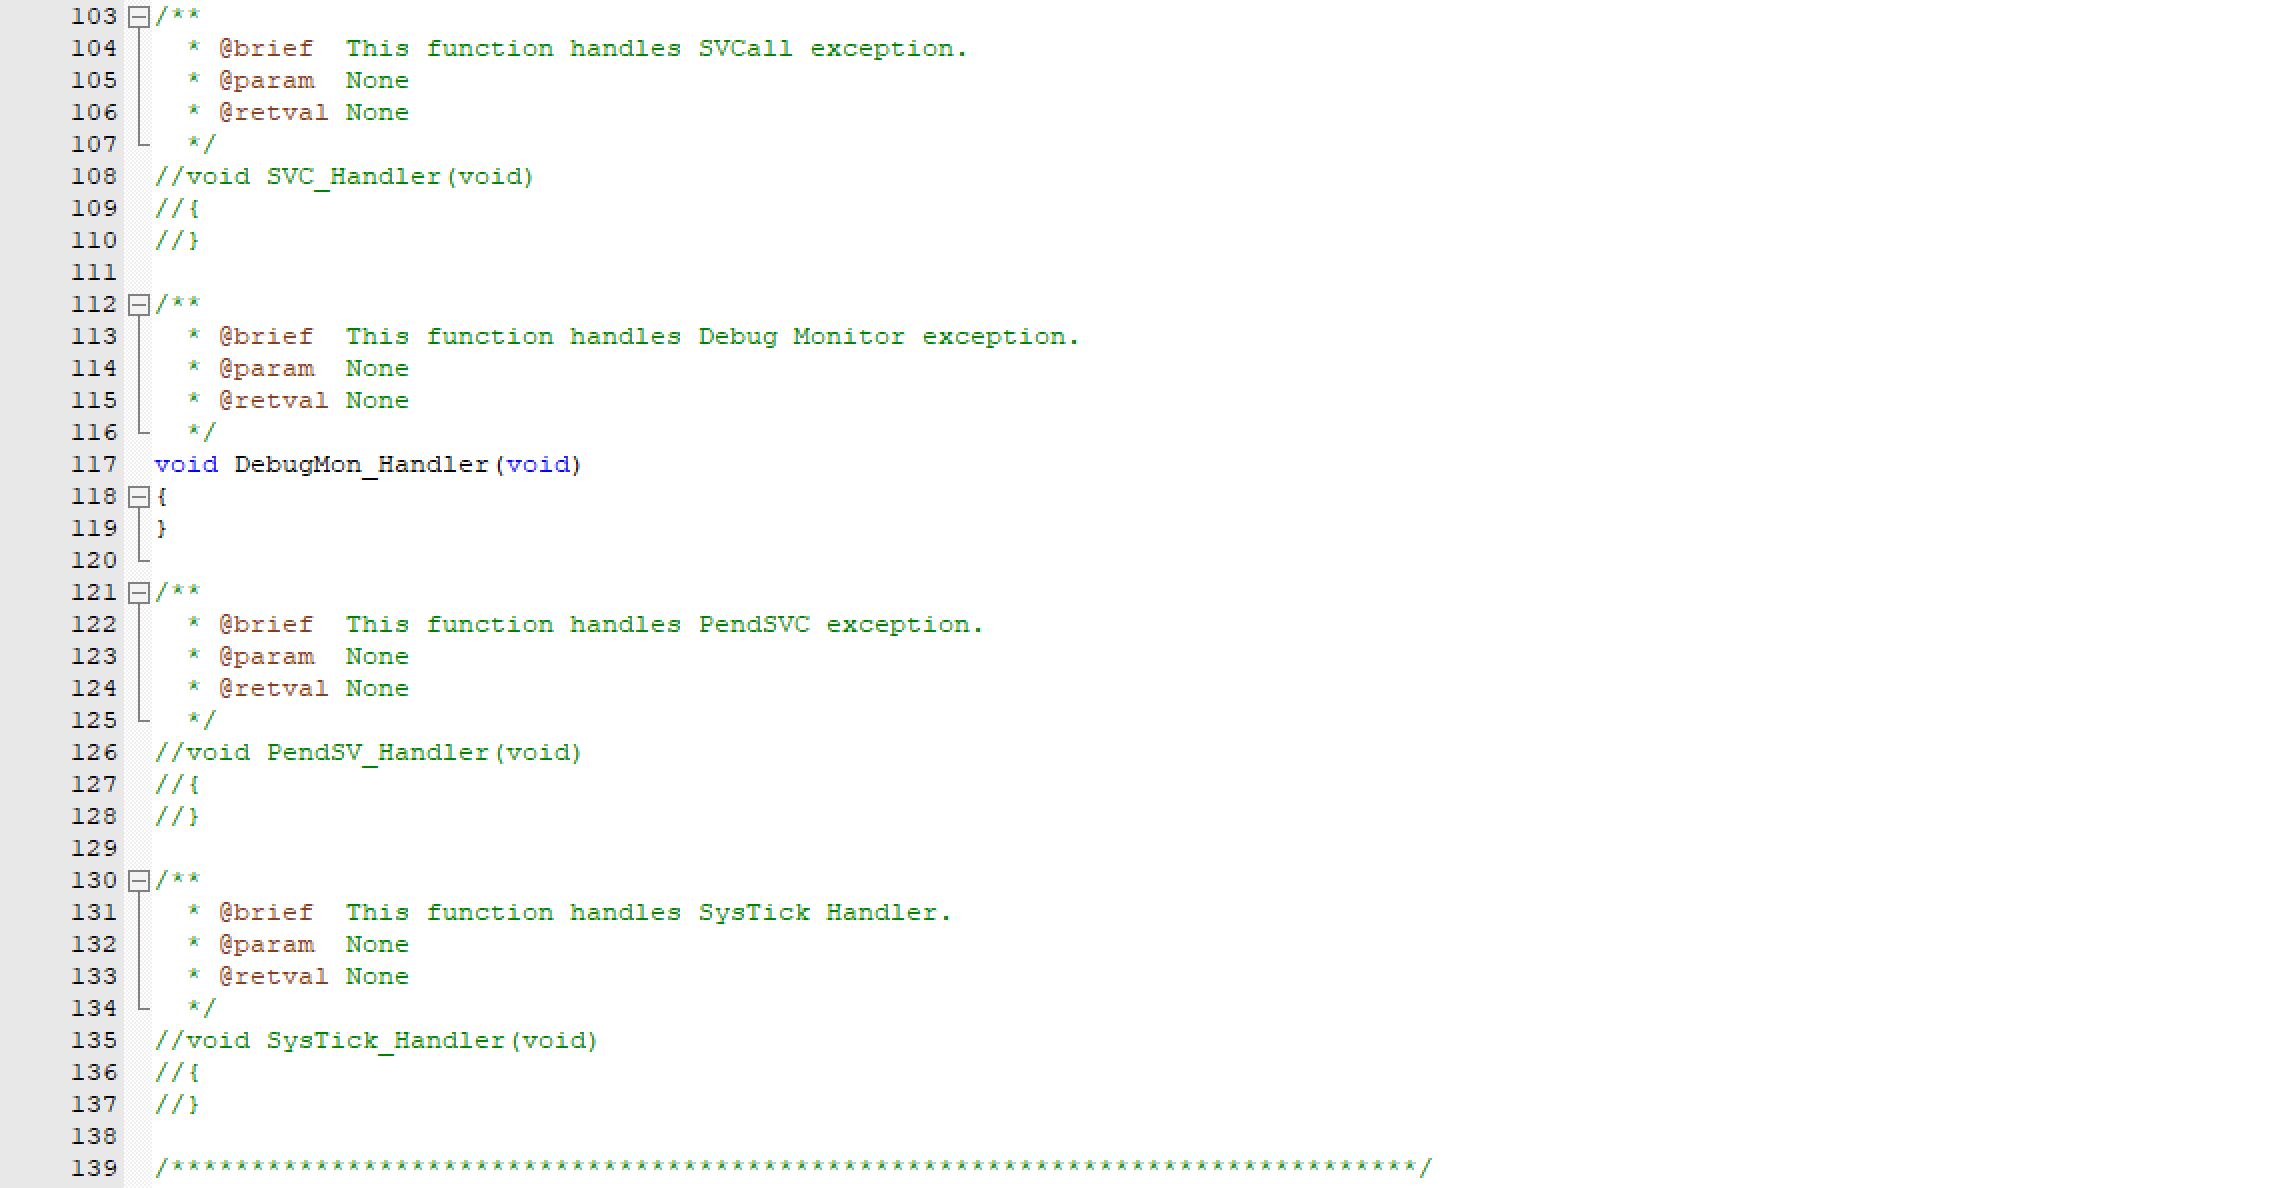 103 /**
104   * @brief  This function handles SVCall exception.
105   * @param  None
106   * @retval None
107   */
108 //void SVC_Handler(void)
109 //{
110 //}
111
112 /**
113   * @brief  This function handles Debug Monitor exception.
114   * @param  None
115   * @retval None
116   */
117 void DebugMon_Handler(void)
118 {
119 }
120
121 /**
122   * @brief  This function handles PendSVC exception.
123   * @param  None
124   * @retval None
125   */
126 //void PendSV_Handler(void)
127 //{
128 //}
129
130 /**
131   * @brief  This function handles SysTick Handler.
132   * @param  None
133   * @retval None
134   */
135 //void SysTick_Handler(void)
136 //{
137 //}
138
139 /******************************************************************************/